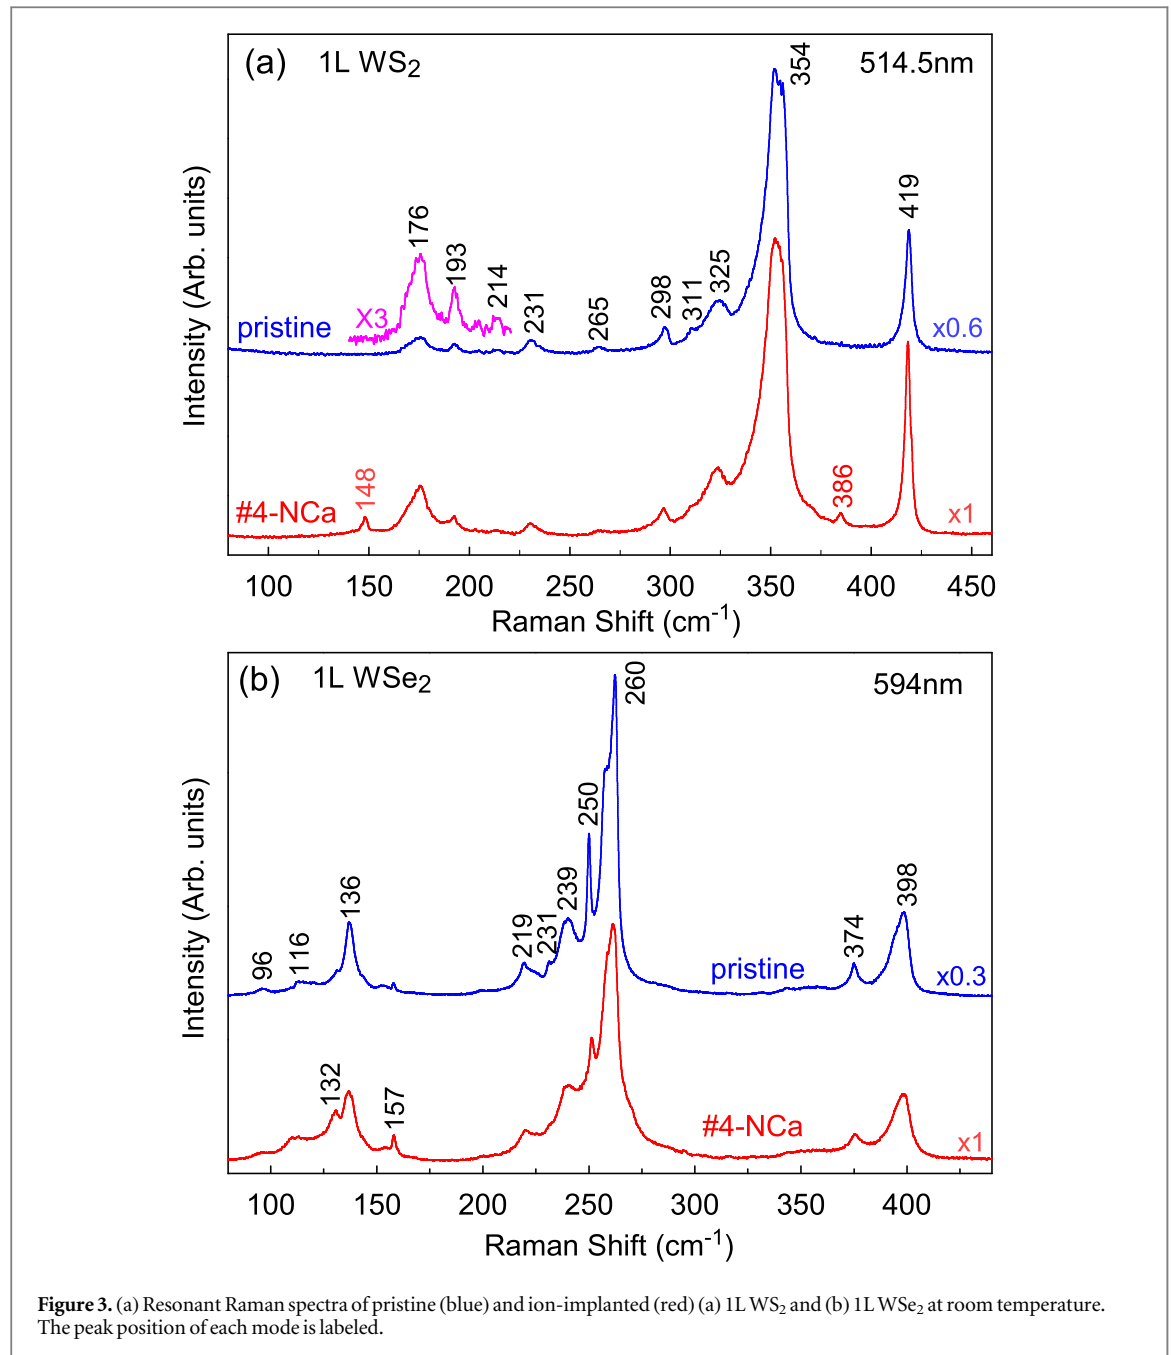 (a) 1L WS2 514.5nm
354
419
176
193
214
231
265
298
311
325
pristine
X3
x0.6
148
386
#4-NCa
x1
Intensity (Arb. units)
100 150 200 250 300 350 400 450
Raman Shift (cm-1)
(b) 1L WSe2 594nm
260
250
96
116
136
219
231
239
374
398
pristine
x0.3
132
157
#4-NCa
x1
Intensity (Arb. units)
100 150 200 250 300 350 400
Raman Shift (cm-1)
Figure 3. (a) Resonant Raman spectra of pristine (blue) and ion-implanted (red) (a) 1L WS2 and (b) 1L WSe2 at room temperature.
The peak position of each mode is labeled.